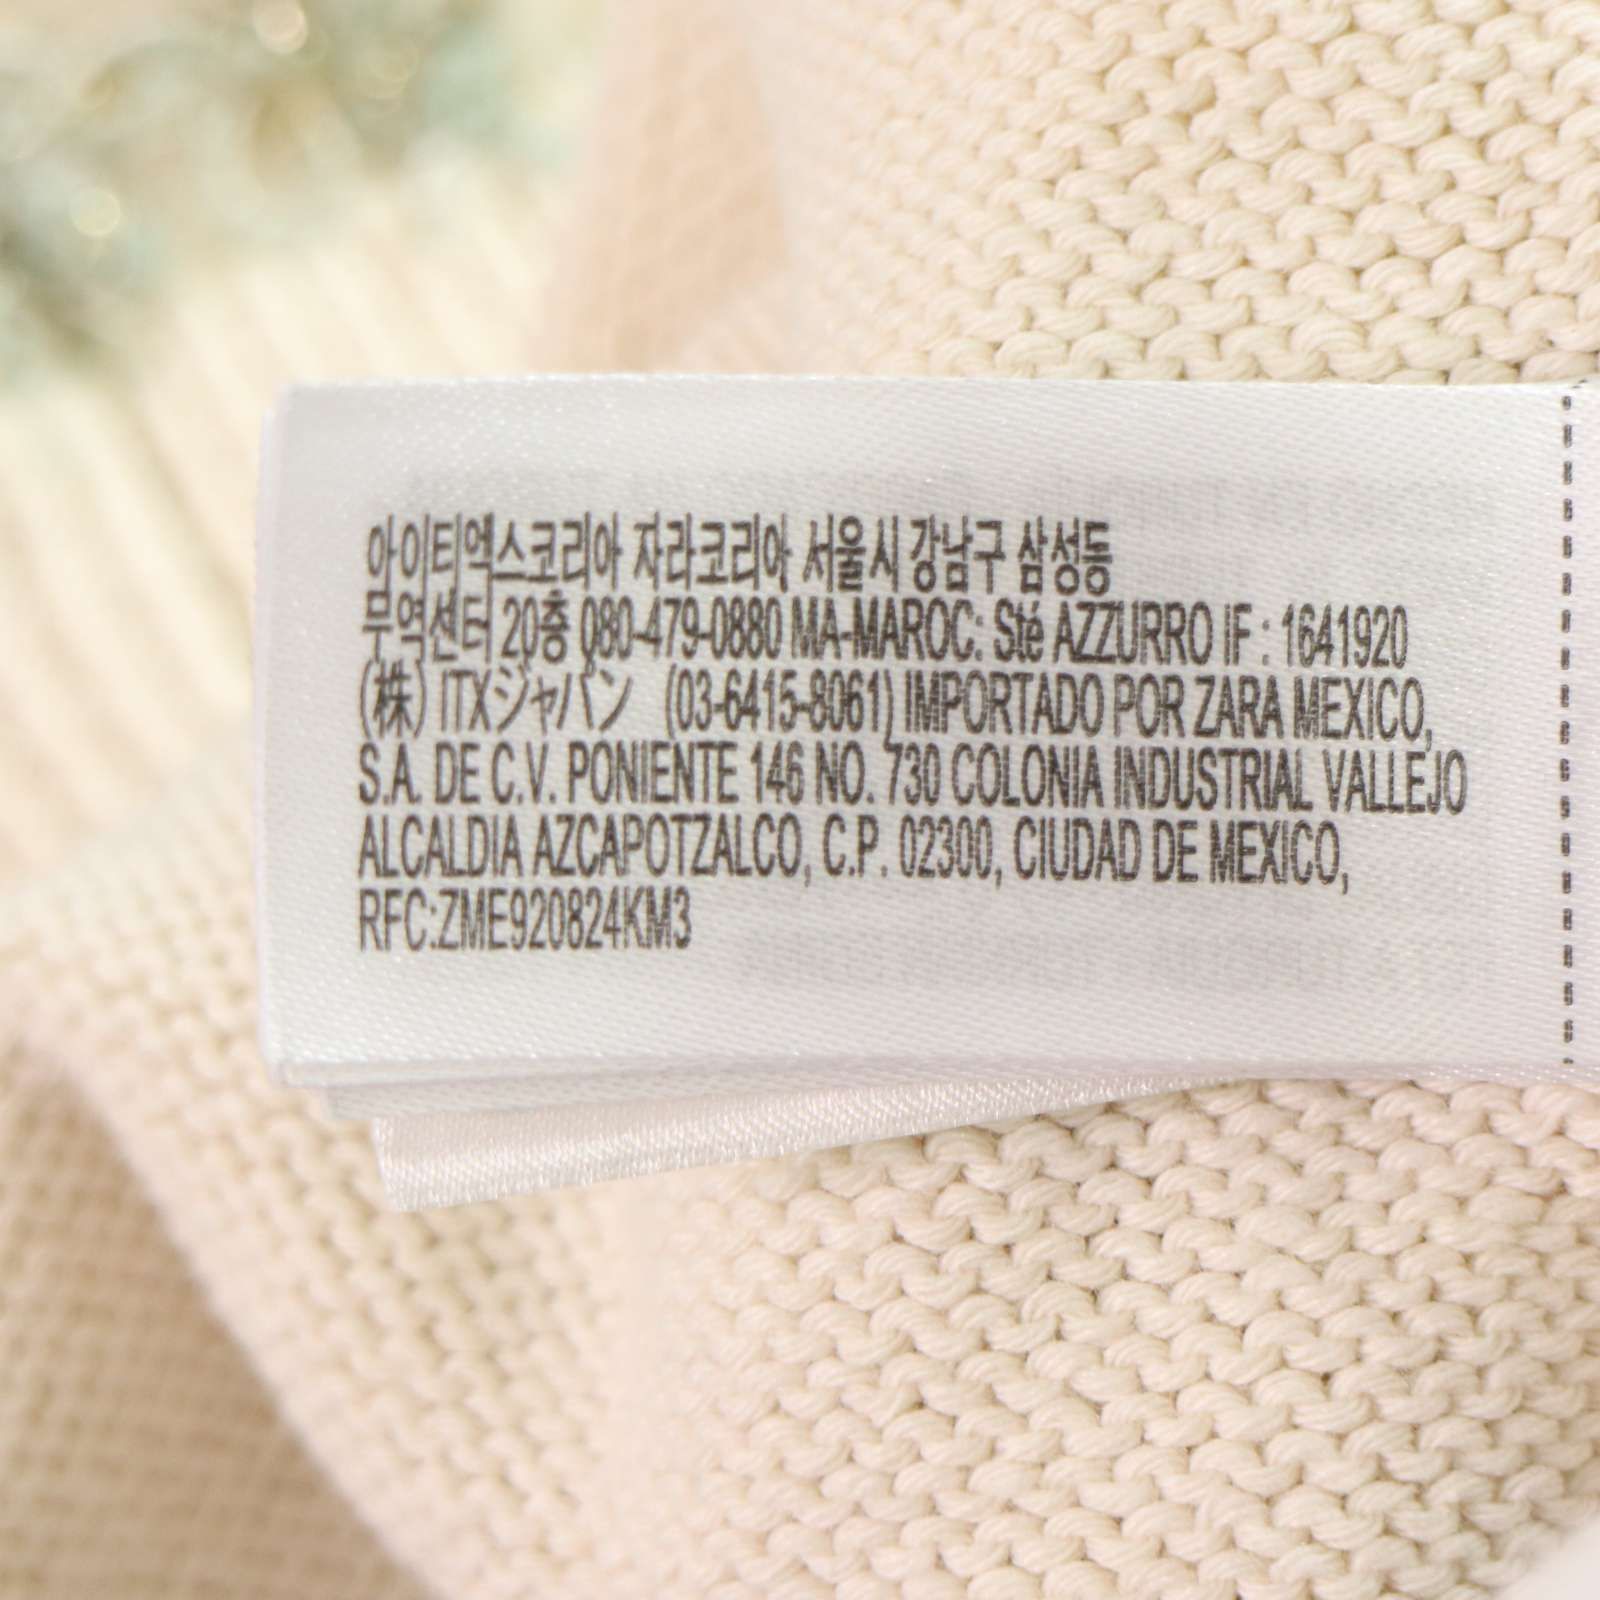 아이티엑스코리아 자라코리아 서울시 강남구 삼성동
무역센터 20층 080-479-0880 MA-MAROC: Sté AZZURRO IF : 1641920
(株) ITXジャパン (03-6415-8061) IMPORTADO POR ZARA MEXICO,
S.A. DE C.V. PONIENTE 146 NO. 730 COLONIA INDUSTRIAL VALLEJO
ALCALDIA AZCAPOTZALCO, C.P. 02300, CIUDAD DE MEXICO,
RFC:ZME920824KM3